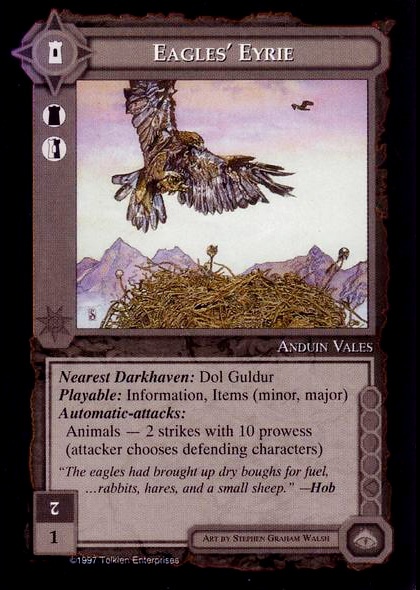 EAGLES' EYRIE
ANDUIN VALES
Nearest Darkhaven: Dol Guldur
Playable: Information, Items (minor, major)
Automatic-attacks:
Animals — 2 strikes with 10 prowess
(attacker chooses defending characters)
"The eagles had brought up dry boughs for fuel,
...rabbits, hares, and a small sheep." —Hob
2
1
ART BY STEPHEN GRAHAM WALSH
©1997 Tolkien Enterprises